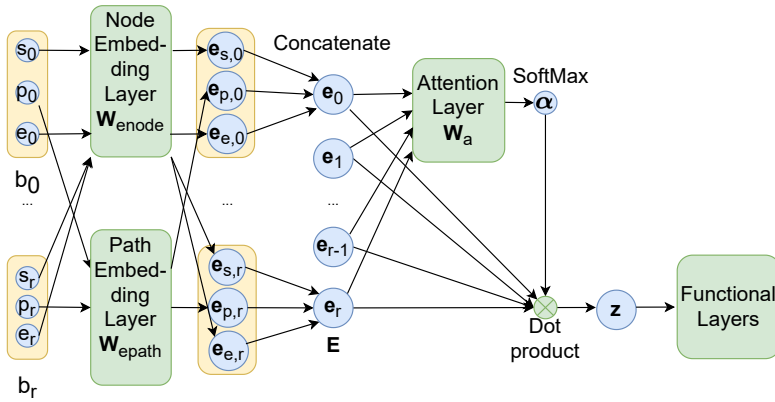 s0
p0
e0
b0
...
sr
pr
er
br
Node
Embed-
ding
Layer
Wenode
Path
Embed-
ding
Layer
Wepath
es,0
ep,0
ee,0
...
es,r
ep,r
ee,r
Concatenate
e0
e1
...
er-1
er
E
Attention
Layer
Wa
SoftMax
α
Dot
product
z
Functional
Layers